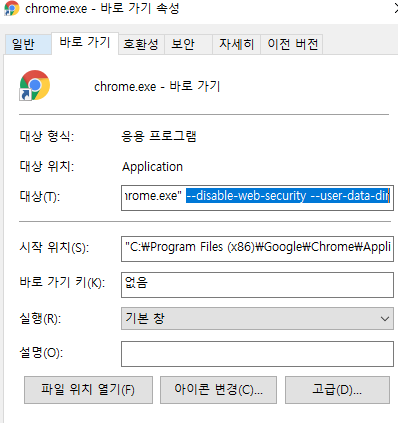 chrome.exe - 바로 가기 속성
일반 바로 가기 호환성 보안 자세히 이전 버전
chrome.exe - 바로 가기
대상 형식: 응용 프로그램
대상 위치: Application
대상(T): hrome.exe" --disable-web-security --user-data-dir
시작 위치(S): "C:₩Program Files (x86)₩Google₩Chrome₩Appli
바로 가기 키(K): 없음
실행(R): 기본 창
설명(O):
파일 위치 열기(F) 아이콘 변경(C)... 고급(D)...